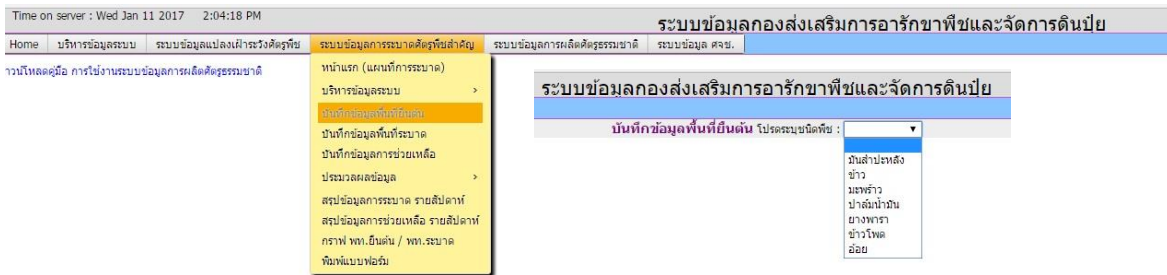 Time on server : Wed Jan 11 2017 2:04:18 PM
ระบบข้อมูลกองส่งเสริมการอารักขาพืชและจัดการดินปุ๋ย
Home บริหารข้อมูลระบบ ระบบข้อมูลแปลงเฝ้าระวังศัตรูพืช ระบบข้อมูลการระบาดศัตรูพืชสำคัญ ระบบข้อมูลการผลิตศัตรูธรรมชาติ ระบบข้อมูล ศจช.
าวน์โหลดคู่มือ การใช้งานระบบข้อมูลการผลิตศัตรูธรรมชาติ
หน้าแรก (แผนที่การระบาด)
บริหารข้อมูลระบบ >
บันทึกข้อมูลพื้นที่ยืนต้น
บันทึกข้อมูลพื้นที่ระบาด
บันทึกข้อมูลการช่วยเหลือ
ประมวลผลข้อมูล >
สรุปข้อมูลการระบาด รายสัปดาห์
สรุปข้อมูลการช่วยเหลือ รายสัปดาห์
กราฟ พท.ยืนต้น / พท.ระบาด
พิมพ์แบบฟอร์ม
ระบบข้อมูลกองส่งเสริมการอารักขาพืชและจัดการดินปุ๋ย
บันทึกข้อมูลพื้นที่ยืนต้น โปรดระบุชนิดพืช :
มันสำปะหลัง
ข้าว
มะพร้าว
ปาล์มน้ำมัน
ยางพารา
ข้าวโพด
อ้อย